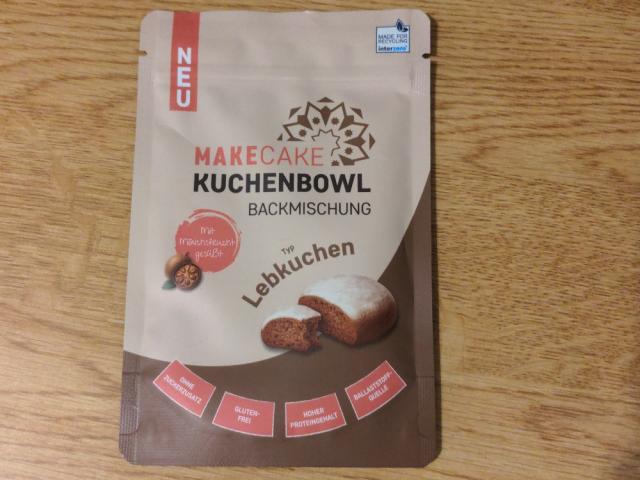 NEU
MADE FOR
RECYCLING
interzero
MAKECAKE
KUCHENBOWL
BACKMISCHUNG
Mit
Mönchsfrucht
gesüßt
TYP
Lebkuchen
OHNE
ZUCKERZUSATZ
GLUTEN-
FREI
HOHER
PROTEINGEHALT
BALLASTSTOFF-
QUELLE